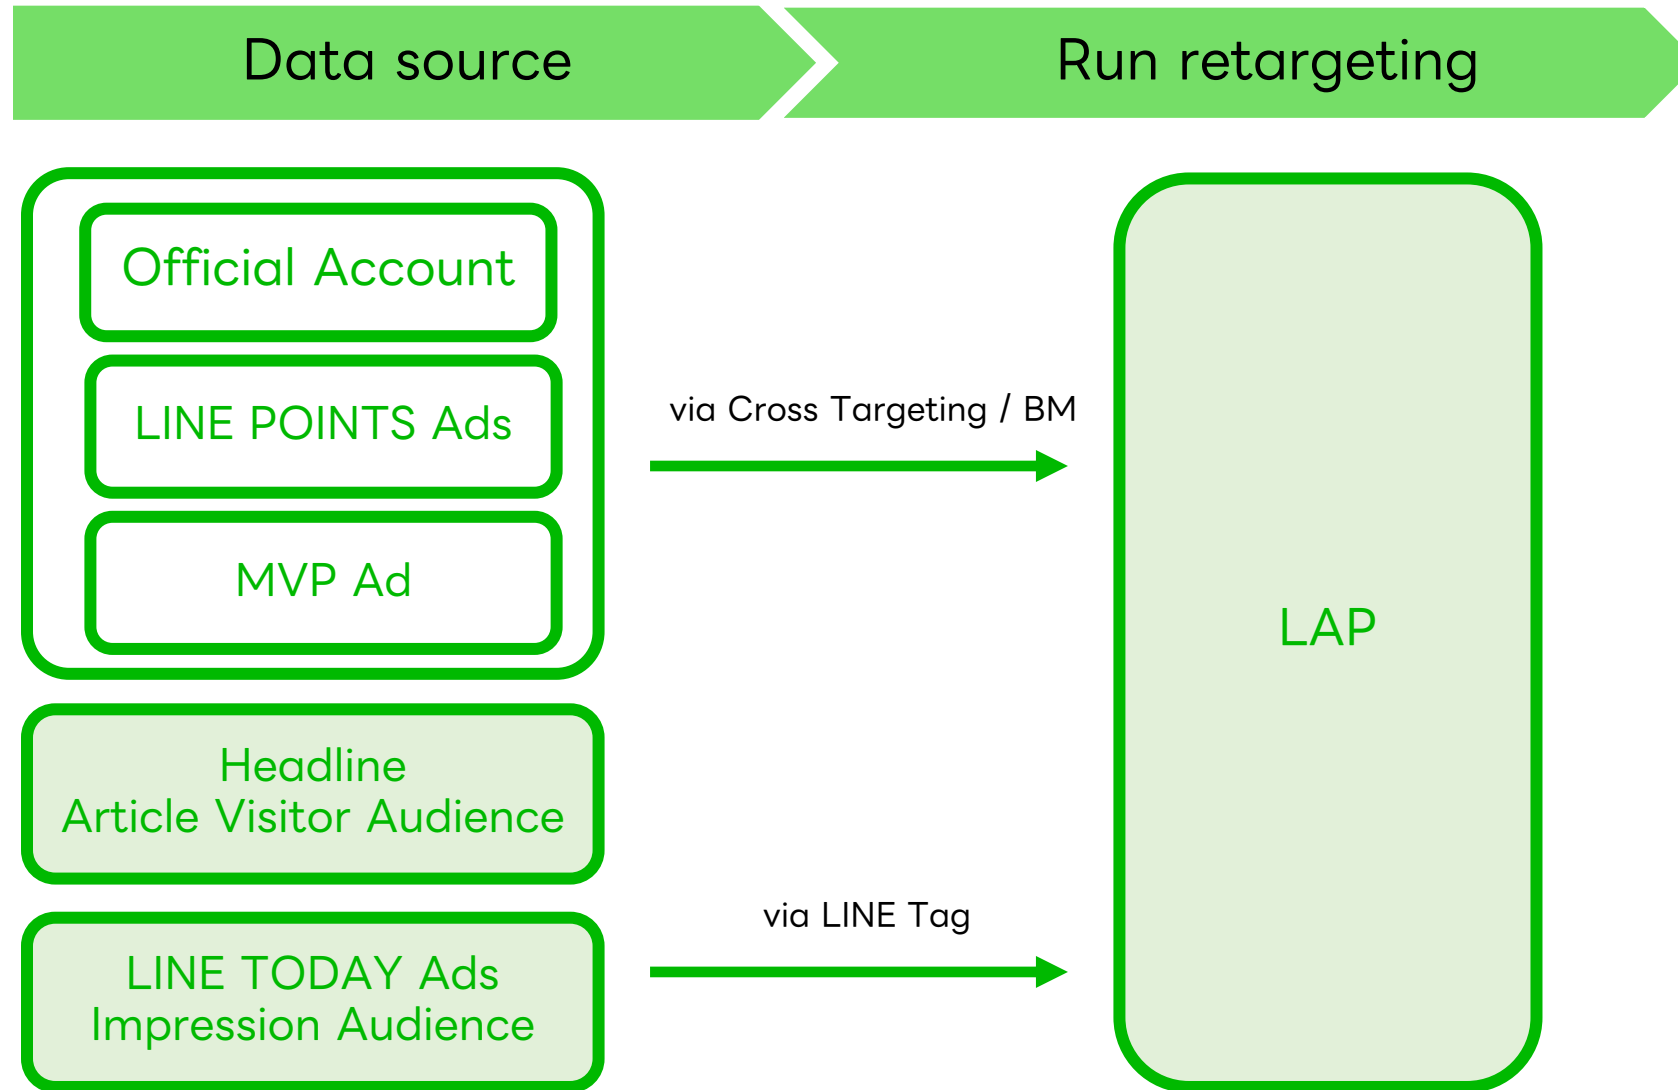 Data source
Run retargeting
Official Account
LINE POINTS Ads
MVP Ad
via Cross Targeting / BM
LAP
Headline
Article Visitor Audience
via LINE Tag
LINE TODAY Ads
Impression Audience